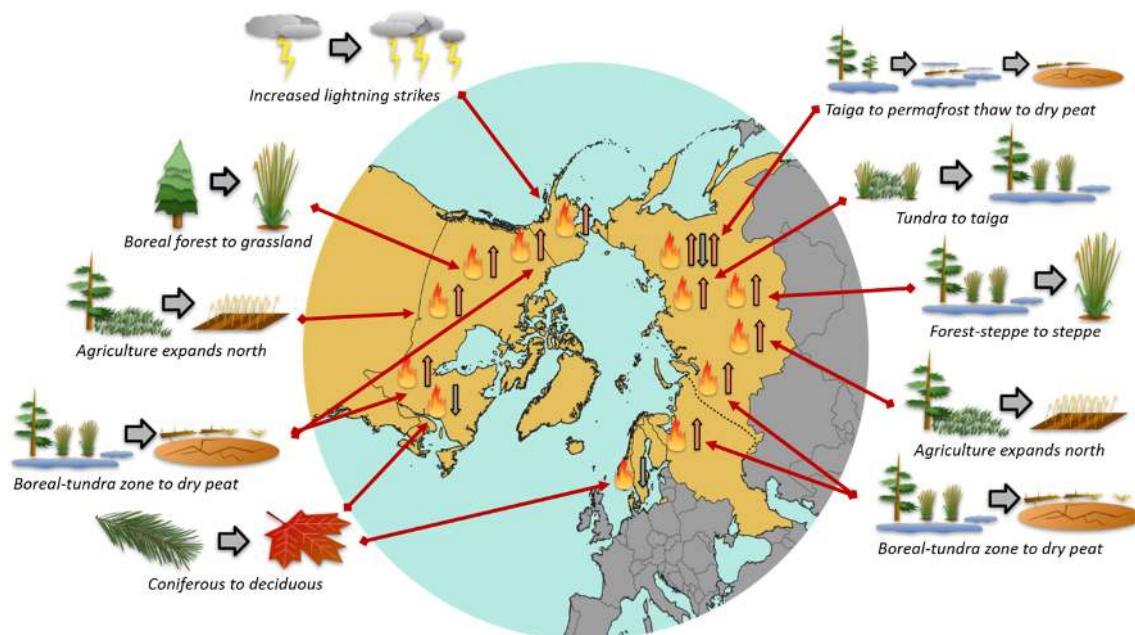 Increased lightning strikes
Taiga to permafrost thaw to dry peat
Boreal forest to grassland
Tundra to taiga
Agriculture expands north
Forest-steppe to steppe
Boreal-tundra zone to dry peat
Agriculture expands north
Coniferous to deciduous
Boreal-tundra zone to dry peat